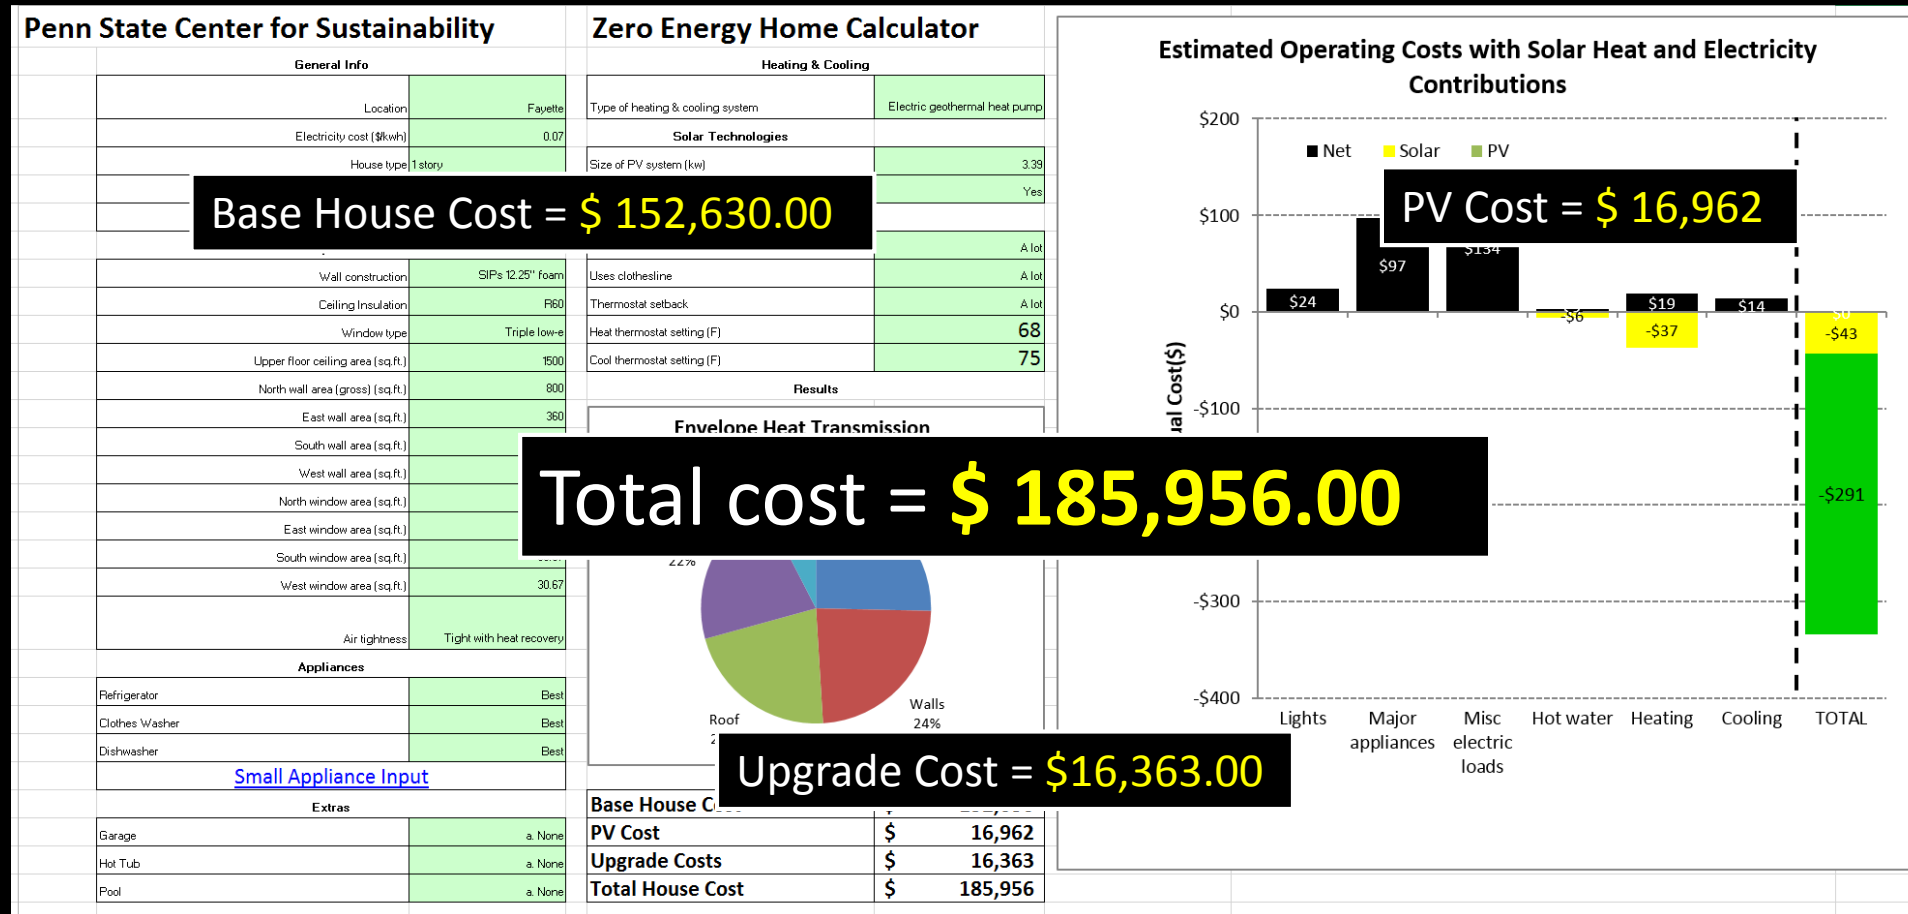 Penn State Center for Sustainability
Zero Energy Home Calculator
General Info
Location Fayette
Electricity cost ($/kwh) 0.07
House type 1 story
Base House Cost = $ 152,630.00
Wall construction SIPs 12.25" foam
Ceiling Insulation R60
Window type Triple low-e
Upper floor ceiling area (sq.ft.) 1500
North wall area (gross) (sq.ft.) 800
East wall area (sq.ft.) 360
South wall area (sq.ft.)
West wall area (sq.ft.)
North window area (sq.ft.)
East window area (sq.ft.)
South window area (sq.ft.)
West window area (sq.ft.) 30.67
Air tightness Tight with heat recovery
Appliances
Refrigerator Best
Clothes Washer Best
Dishwasher Best
Small Appliance Input
Extras
Garage a. None
Hot Tub a. None
Pool a. None
Heating & Cooling
Type of heating & cooling system Electric geothermal heat pump
Solar Technologies
Size of PV system (kw) 3.39
Yes
A lot
Uses clothesline A lot
Thermostat setback A lot
Heat thermostat setting (F) 68
Cool thermostat setting (F) 75
Results
Envelope Heat Transmission
Total cost = $ 185,956.00
22%
Walls
24%
Roof
Upgrade Cost = $16,363.00
Base House
PV Cost $ 16,962
Upgrade Costs $ 16,363
Total House Cost $ 185,956
Estimated Operating Costs with Solar Heat and Electricity
Contributions
Net Solar PV
PV Cost = $ 16,962
$200
$100
$0
-$100
-$300
-$400
$24
$97
$134
-$6
$19
-$37
$14
$0
-$43
-$291
Lights
Major
appliances
Misc
electric
loads
Hot water
Heating
Cooling
TOTAL
Cost($)